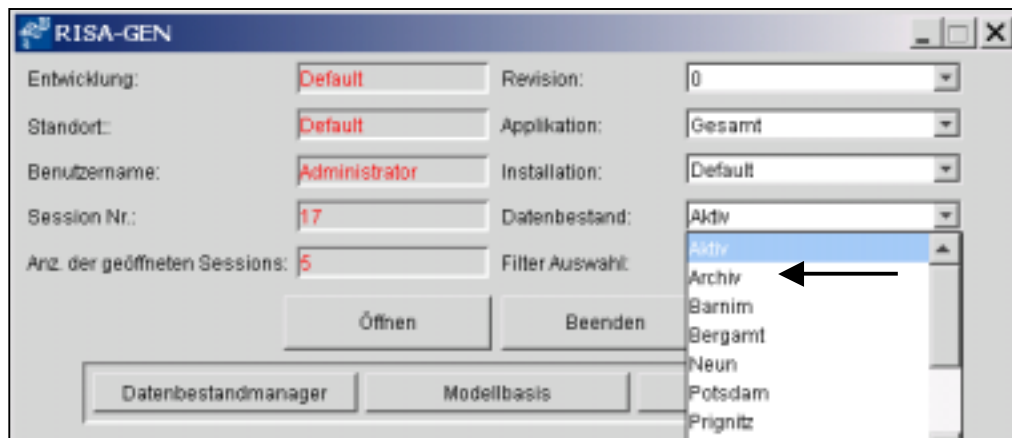 RISA-GEN
Entwicklung: Default Revision: 0
Standort:: Default Applikation: Gesamt
Benutzername: Administrator Installation: Default
Session Nr.: 17 Datenbestand: Aktiv
Anz. der geöffneten Sessions: 5 Filter Auswahl:
Aktiv
Archiv
Barnim
Bergamt
Neun
Potsdam
Prignitz
Öffnen Beenden
Datenbestandmanager Modellbasis